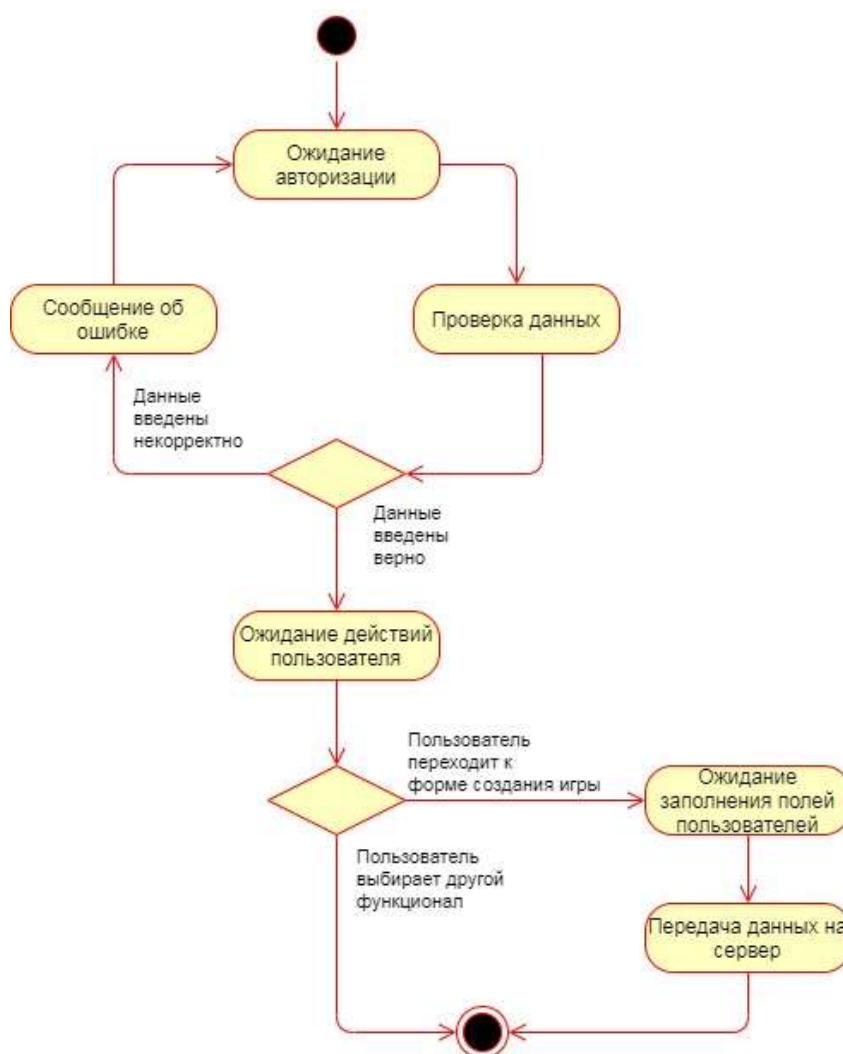 Ожидание
авторизации
Сообщение об
ошибке
Проверка данных
Данные
введены
некорректно
Данные
введены
верно
Ожидание действий
пользователя
Пользователь
переходит к
форме создания игры
Ожидание
заполнения полей
пользователей
Пользователь
выбирает другой
функционал
Передача данных на
сервер